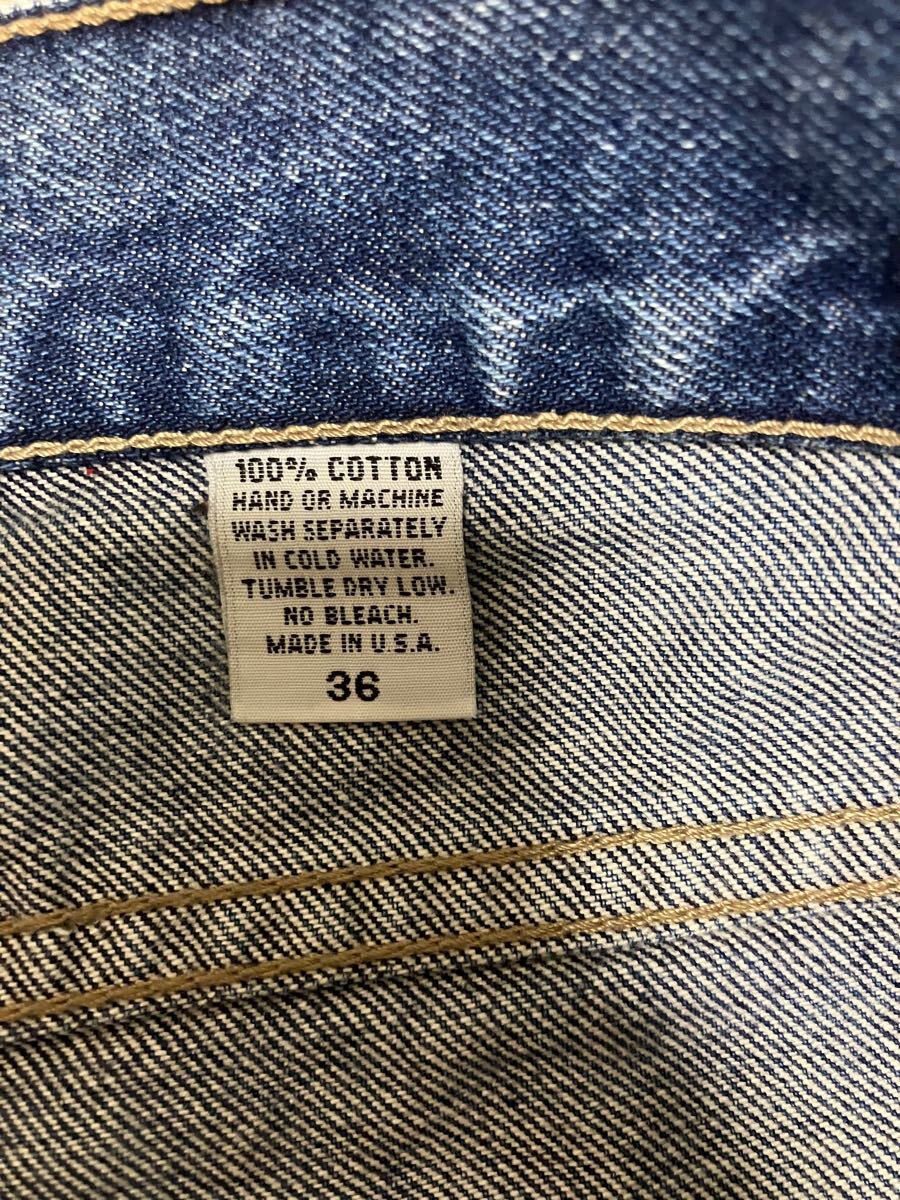 100% COTTON
HAND OR MACHINE
WASH SEPARATELY
IN COLD WATER.
TUMBLE DRY LOW.
NO BLEACH.
MADE IN U.S.A.
36